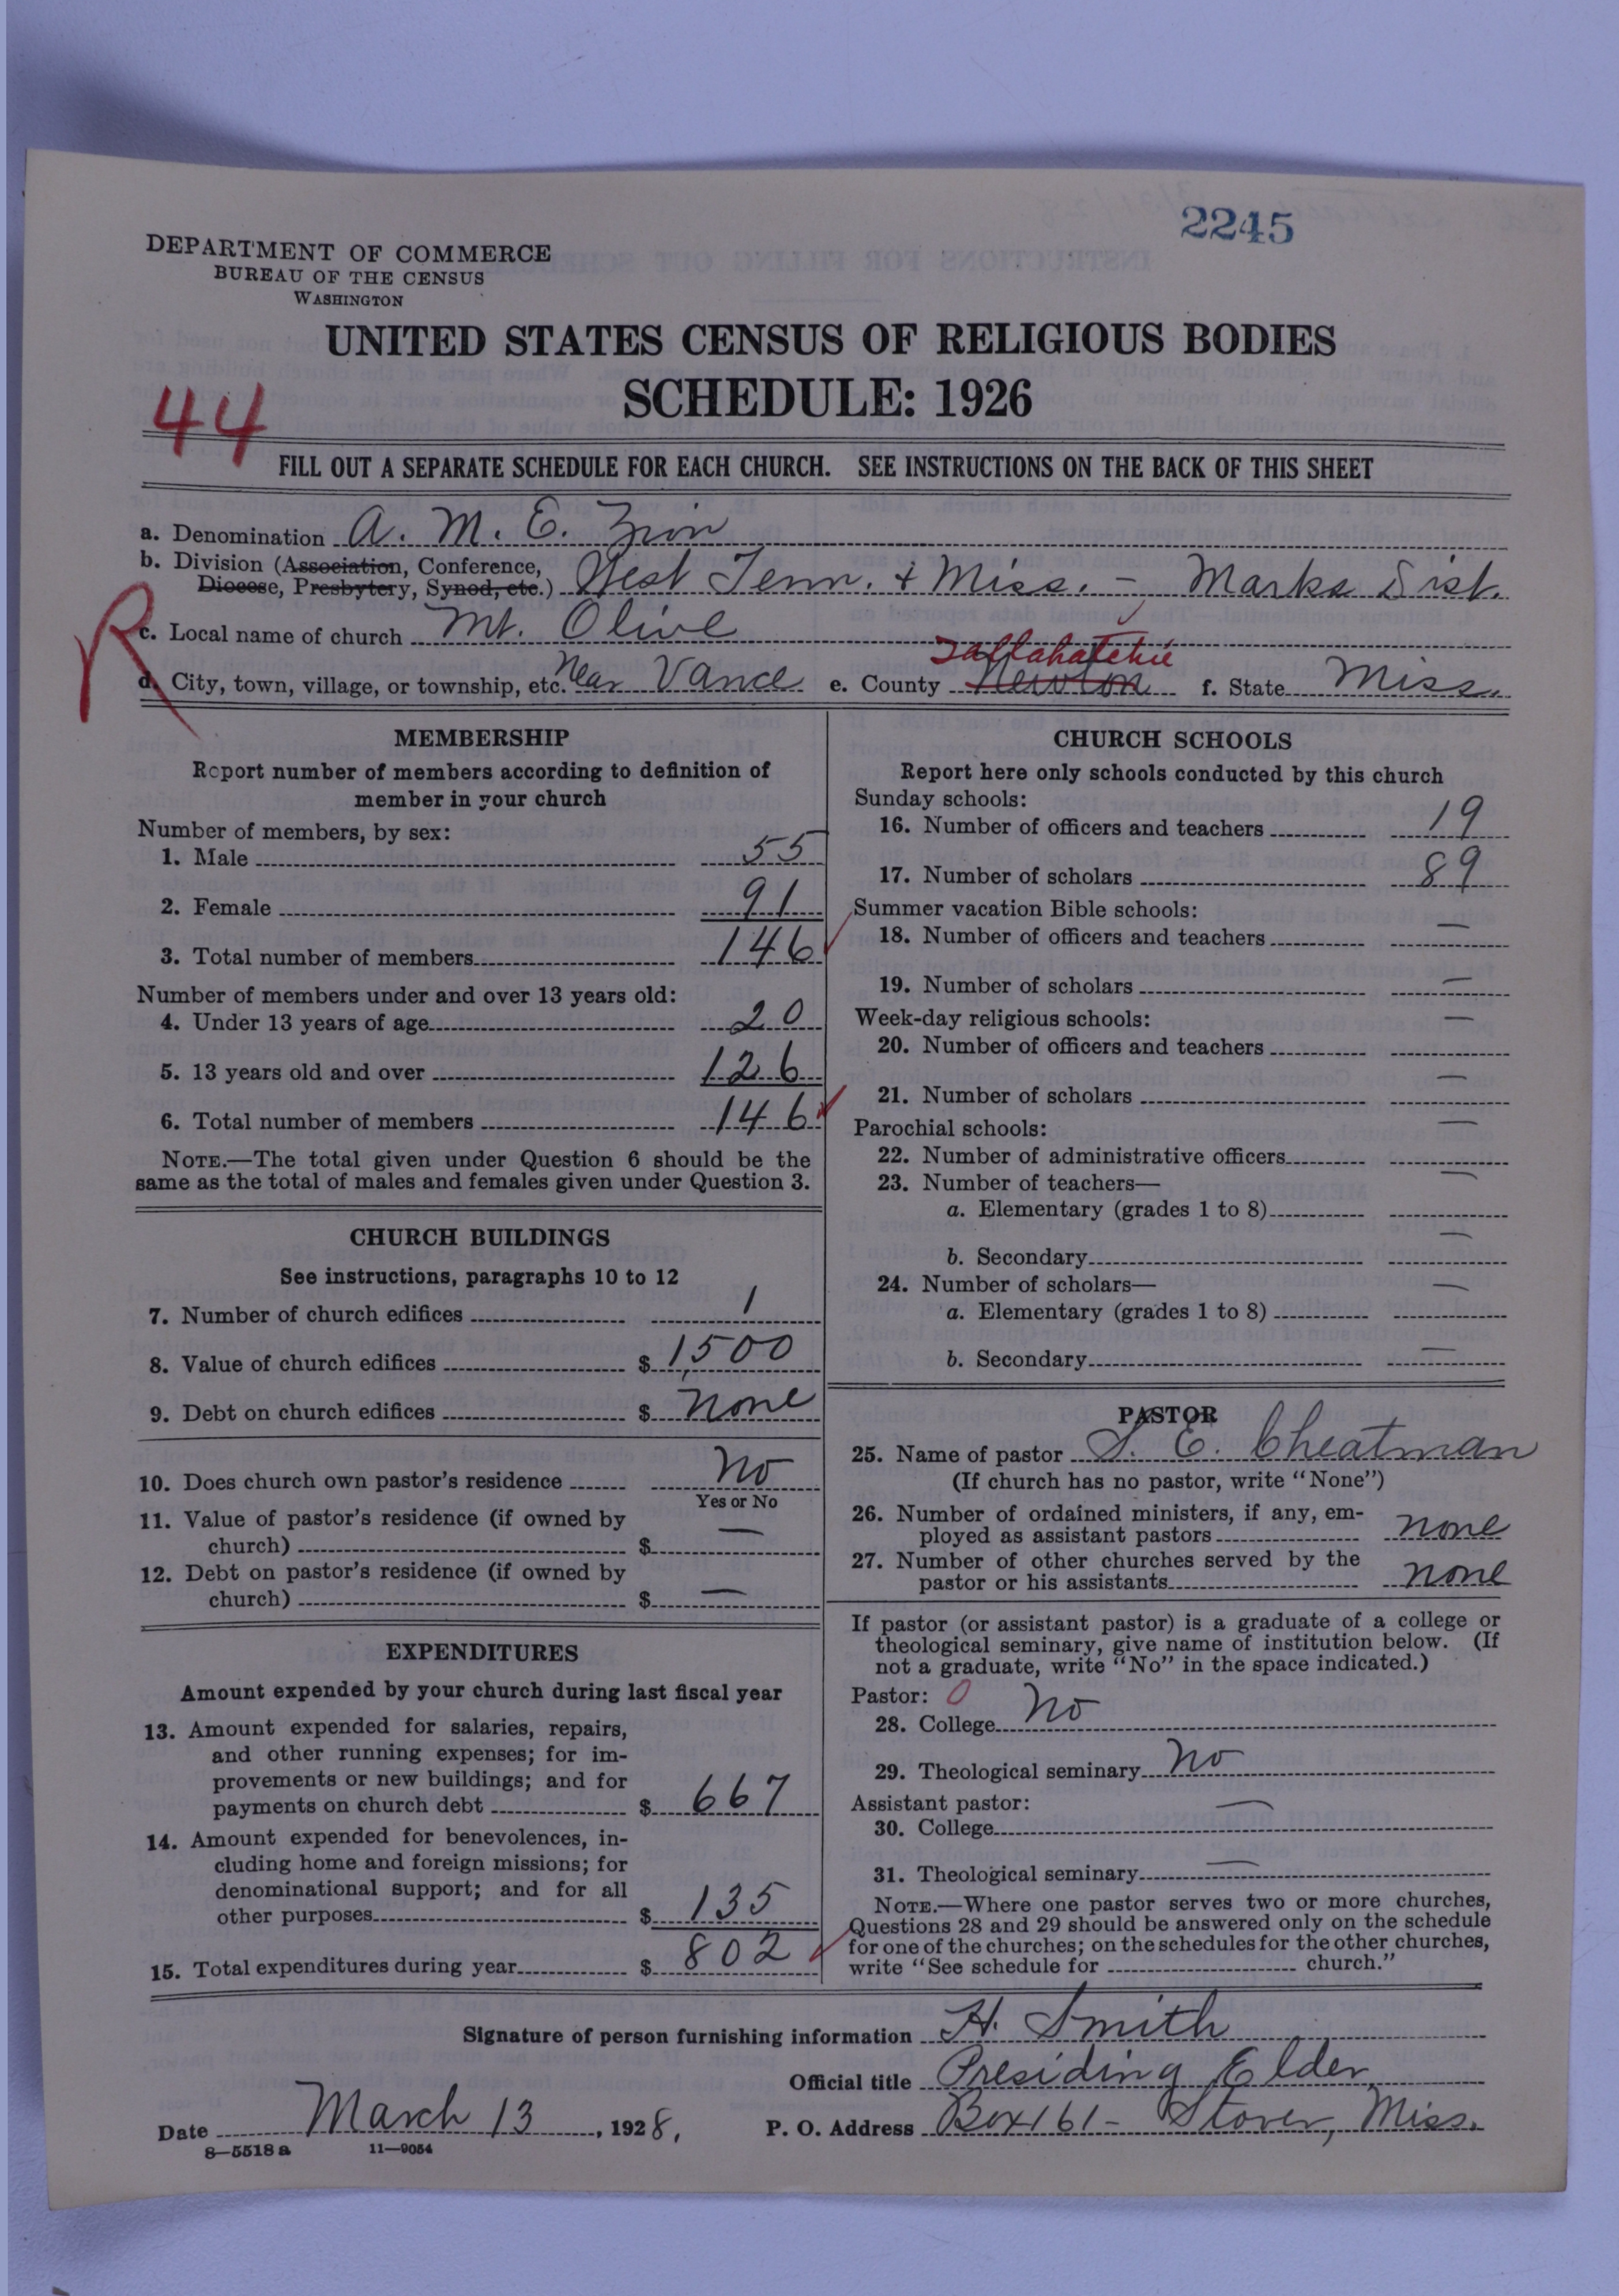 2245
DEPARTMENT OF COMMERCE
BUREAU OF THE CENSUS
WASHINGTON
UNITED STATES CENSUS OF RELIGIOUS BODIES
SCHEDULE: 1926
44
FILL OUT A SEPARATE SCHEDULE FOR EACH CHURCH. SEE INSTRUCTIONS ON THE BACK OF THIS SHEET
a. Denomination A. M. E. Zion
b. Division (Association, Conference,
Diocese, Presbytery, Synod, etc.) West Tenn. & Miss. - Marks Dist.
R
c. Local name of church Mt. Olive
Tallahatchie
d. City, town, village, or township, etc. Near Vance e. County Newton f. State Miss.
MEMBERSHIP
Report number of members according to definition of
member in your church
Number of members, by sex:
1. Male 55
2. Female 91
3. Total number of members 146
Number of members under and over 13 years old:
4. Under 13 years of age 20
5. 13 years old and over 126
6. Total number of members 146
NOTE.—The total given under Question 6 should be the
same as the total of males and females given under Question 3.
CHURCH BUILDINGS
See instructions, paragraphs 10 to 12
7. Number of church edifices 1
8. Value of church edifices $ 1,500
9. Debt on church edifices $ none
10. Does church own pastor's residence No
Yes or No
11. Value of pastor's residence (if owned by
church) $ —
12. Debt on pastor's residence (if owned by
church) $ —
EXPENDITURES
Amount expended by your church during last fiscal year
13. Amount expended for salaries, repairs,
and other running expenses; for im-
provements or new buildings; and for
payments on church debt $ 667
14. Amount expended for benevolences, in-
cluding home and foreign missions; for
denominational support; and for all
other purposes $ 135
15. Total expenditures during year $ 802
CHURCH SCHOOLS
Report here only schools conducted by this church
Sunday schools:
16. Number of officers and teachers 19
17. Number of scholars 89
Summer vacation Bible schools:
18. Number of officers and teachers —
19. Number of scholars —
Week-day religious schools:
20. Number of officers and teachers —
21. Number of scholars —
Parochial schools:
22. Number of administrative officers —
23. Number of teachers—
a. Elementary (grades 1 to 8) —
b. Secondary —
24. Number of scholars—
a. Elementary (grades 1 to 8) —
b. Secondary —
PASTOR
25. Name of pastor S. E. Cheatman
(If church has no pastor, write "None")
26. Number of ordained ministers, if any, em-
ployed as assistant pastors none
27. Number of other churches served by the
pastor or his assistants none
If pastor (or assistant pastor) is a graduate of a college or
theological seminary, give name of institution below. (If
not a graduate, write "No" in the space indicated.)
Pastor: 0
28. College No
29. Theological seminary No
Assistant pastor:
30. College —
31. Theological seminary —
NOTE.—Where one pastor serves two or more churches,
Questions 28 and 29 should be answered only on the schedule
for one of the churches; on the schedules for the other churches,
write "See schedule for church."
Signature of person furnishing information H. Smith
Official title Presiding Elder
Date March 13, 1928. P. O. Address Box 161 - Stover, Miss.
8—5518 a 11—9054